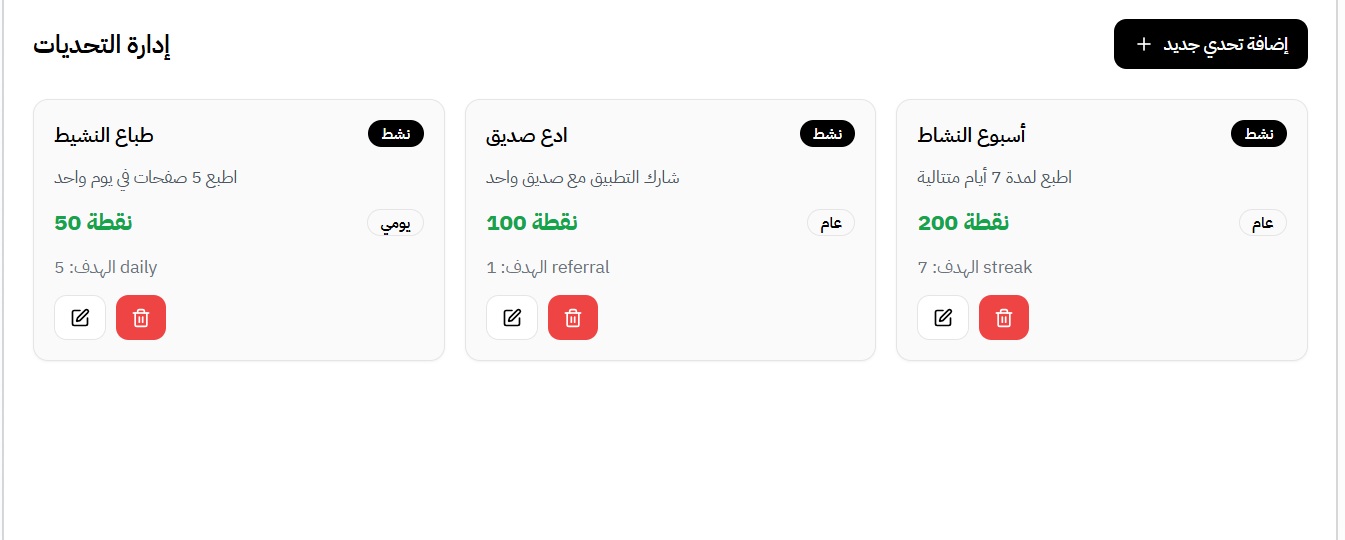 إدارة التحديات
إضافة تحدي جديد
طباع النشيط
نشط
اطبع 5 صفحات في يوم واحد
50 نقطة
يومي
الهدف: 5 daily
ادع صديق
نشط
شارك التطبيق مع صديق واحد
100 نقطة
عام
الهدف: 1 referral
أسبوع النشاط
نشط
اطبع لمدة 7 أيام متتالية
200 نقطة
عام
الهدف: 7 streak